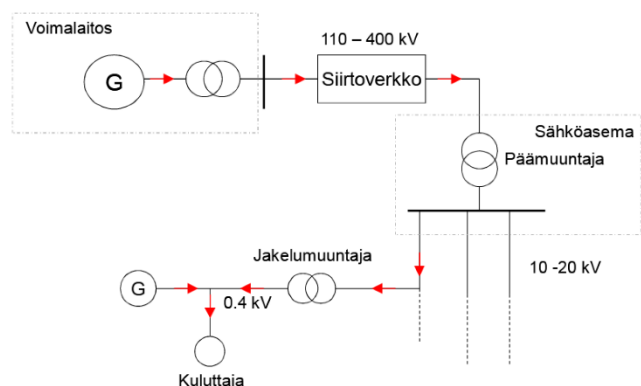 Voimalaitos
110 – 400 kV
G
Siirtoverkko
Sähköasema
Päämuuntaja
Jakelumuuntaja
10 -20 kV
G
0.4 kV
Kuluttaja